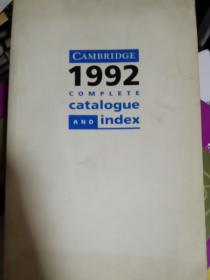 CAMBRIDGE
1992
COMPLETE
catalogue
AND index